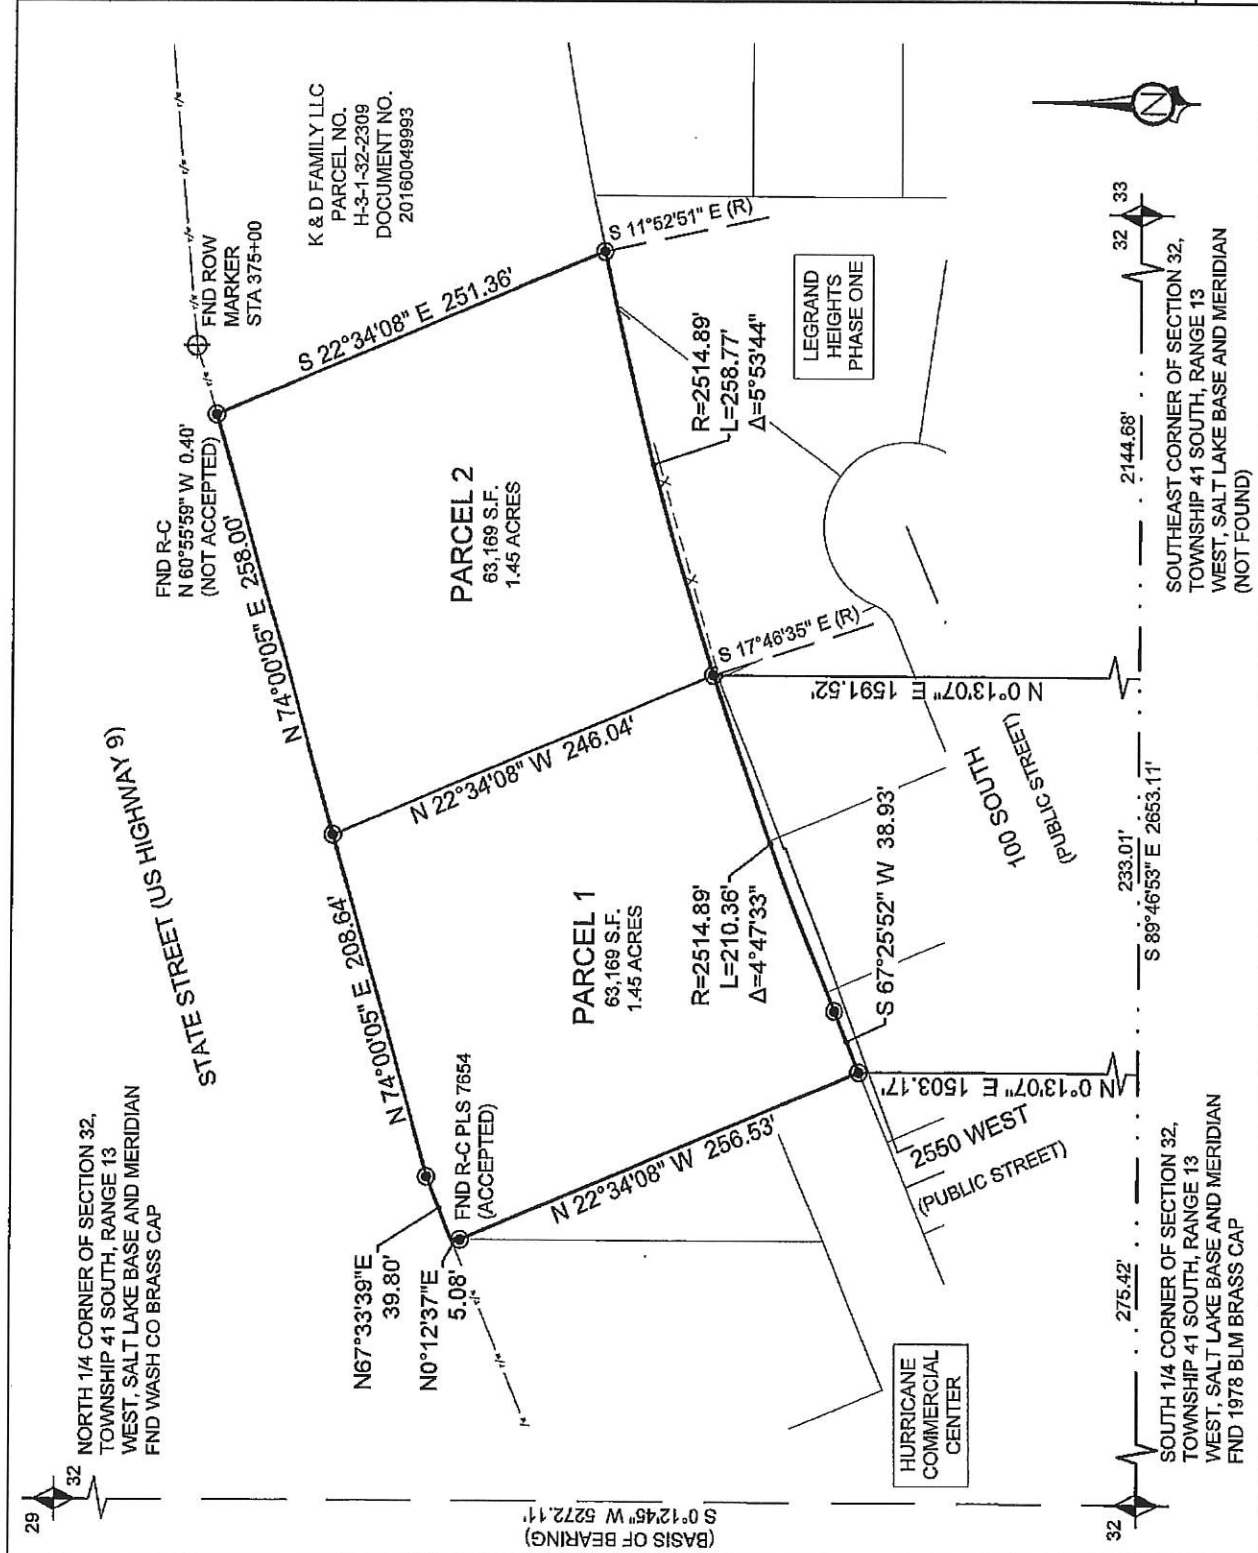 29
32
NORTH 1/4 CORNER OF SECTION 32,
TOWNSHIP 41 SOUTH, RANGE 13
WEST, SALT LAKE BASE AND MERIDIAN
FND WASH CO BRASS CAP
STATE STREET (US HIGHWAY 9)
FND R-C
N 60°55'59" W 0.40'
(NOT ACCEPTED)
FND ROW
MARKER
STA 375+00
K & D FAMILY LLC
PARCEL NO.
H-3-1-32-2309
DOCUMENT NO.
20160049993
N67°33'39"E
39.80'
N0°12'37"E
5.08'
FND R-C PLS 7654
(ACCEPTED)
N 74°00'05" E 208.64'
N 74°00'05" E 258.00'
S 22°34'08" E 251.36'
N 22°34'08" W 246.04'
N 22°34'08" W 256.53'
PARCEL 1
63,169 S.F.
1.45 ACRES
PARCEL 2
63,169 S.F.
1.45 ACRES
R=2514.89'
L=210.36'
Δ=4°47'33"
R=2514.89'
L=258.77'
Δ=5°53'44"
S 11°52'51" E (R)
S 17°46'35" E (R)
S 67°25'52" W 38.93'
LEGRAND
HEIGHTS
PHASE ONE
HURRICANE
COMMERCIAL
CENTER
2550 WEST
(PUBLIC STREET)
100 SOUTH
(PUBLIC STREET)
N 0°13'07" E 1503.17'
N 0°13'07" E 1591.52'
(BASIS OF BEARING)
S 0°12'45" W 5272.11'
275.42'
233.01'
2144.68'
S 89°46'53" E 2653.11'
32
SOUTH 1/4 CORNER OF SECTION 32,
TOWNSHIP 41 SOUTH, RANGE 13
WEST, SALT LAKE BASE AND MERIDIAN
FND 1978 BLM BRASS CAP
32
33
SOUTHEAST CORNER OF SECTION 32,
TOWNSHIP 41 SOUTH, RANGE 13
WEST, SALT LAKE BASE AND MERIDIAN
(NOT FOUND)
N